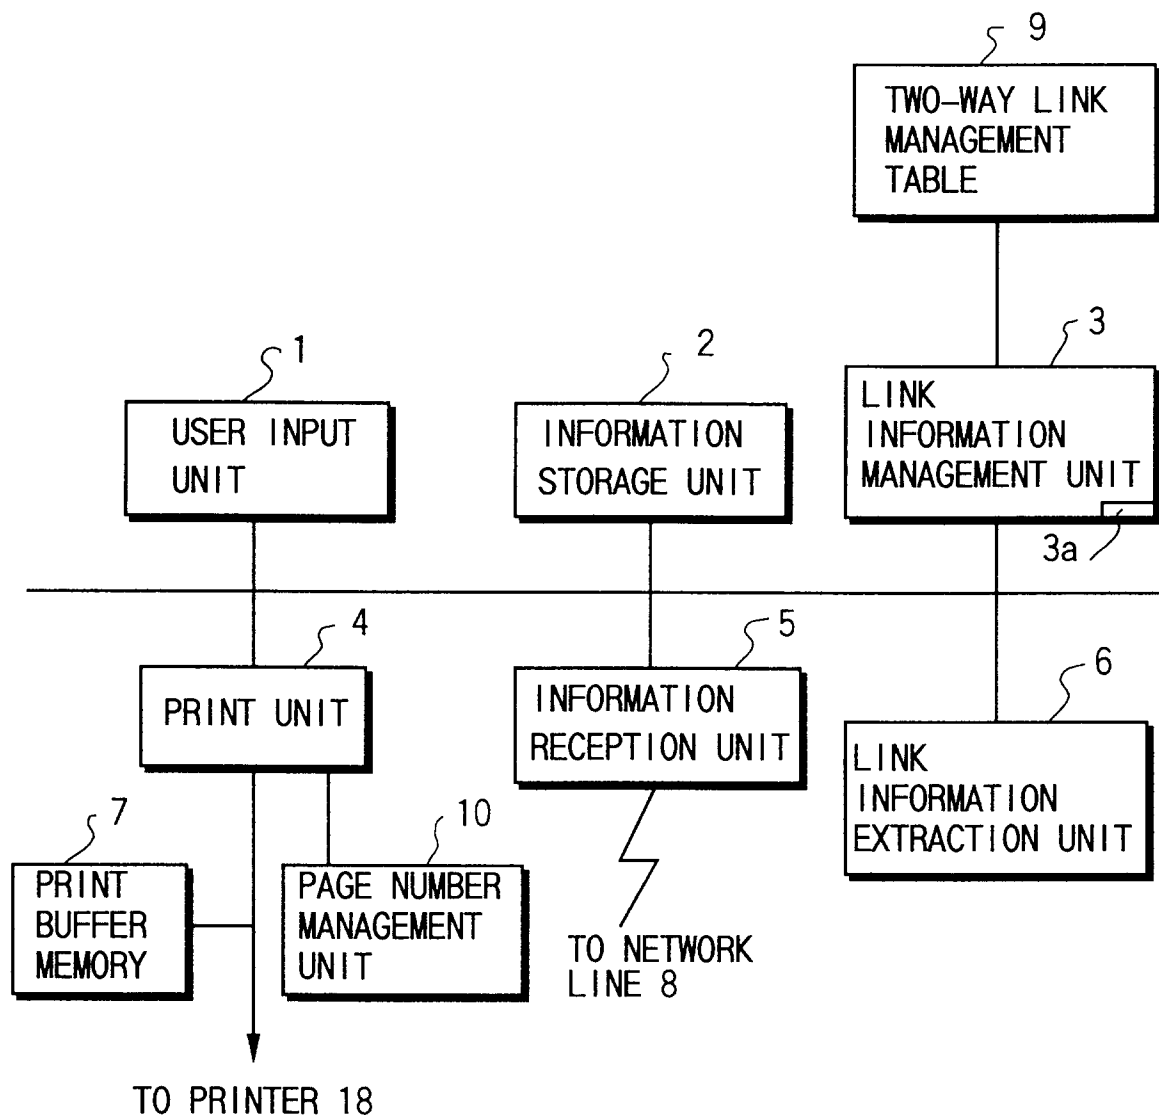 9
TWO-WAY LINK
MANAGEMENT
TABLE
1
USER INPUT
UNIT
2
INFORMATION
STORAGE UNIT
3
LINK
INFORMATION
MANAGEMENT UNIT
3a
4
PRINT UNIT
5
INFORMATION
RECEPTION UNIT
6
LINK
INFORMATION
EXTRACTION UNIT
7
PRINT
BUFFER
MEMORY
10
PAGE NUMBER
MANAGEMENT
UNIT
TO NETWORK
LINE 8
TO PRINTER 18